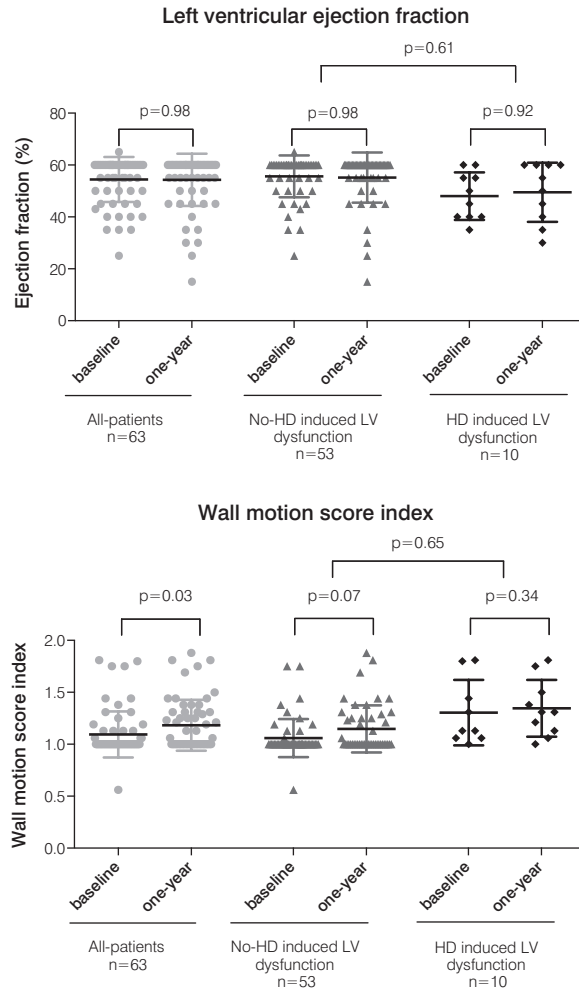 Left ventricular ejection fraction
p=0.61
p=0.98
p=0.98
p=0.92
Ejection fraction (%)
80
60
40
20
0
baseline
one-year
baseline
one-year
baseline
one-year
All-patients
n=63
No-HD induced LV
dysfunction
n=53
HD induced LV
dysfunction
n=10
Wall motion score index
p=0.65
p=0.03
p=0.07
p=0.34
Wall motion score index
2.0
1.5
1.0
0.5
0.0
baseline
one-year
baseline
one-year
baseline
one-year
All-patients
n=63
No-HD induced LV
dysfunction
n=53
HD induced LV
dysfunction
n=10